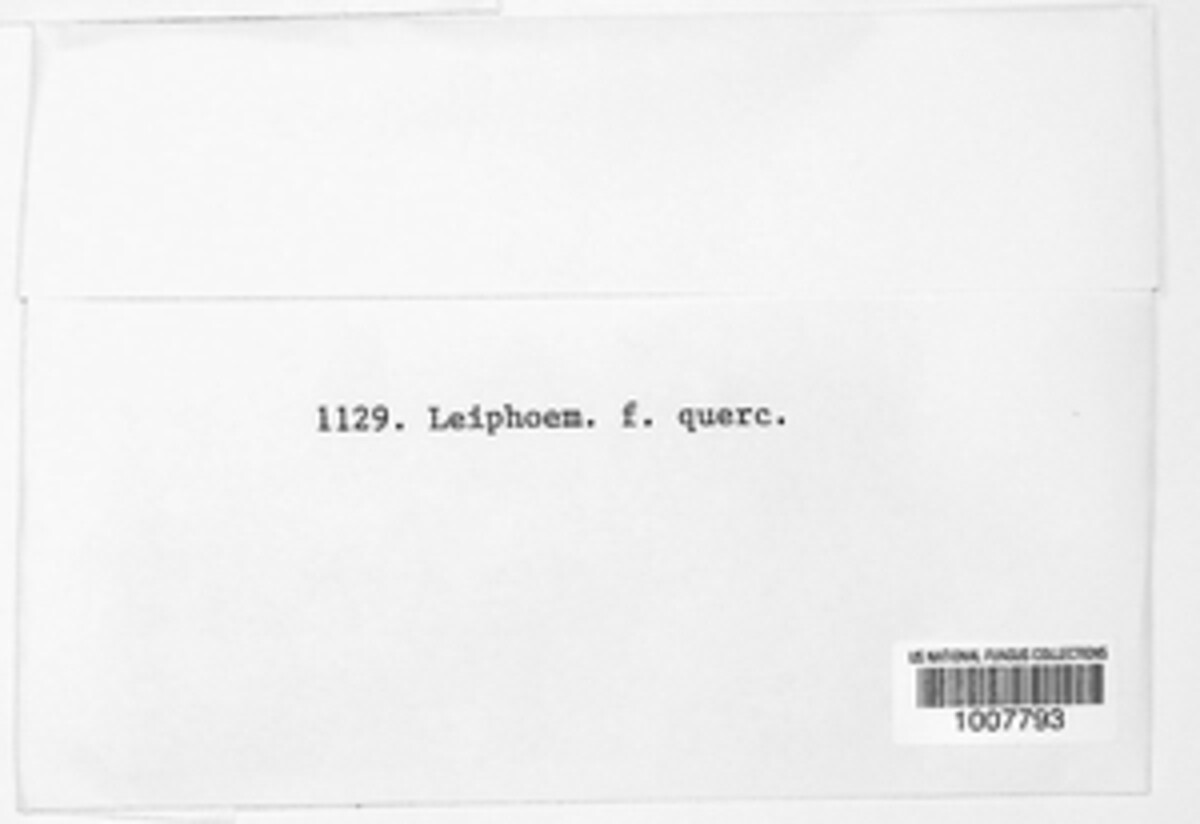 1129. Leiphoem. f. querc.
US NATIONAL FUNGUS COLLECTIONS
1007793